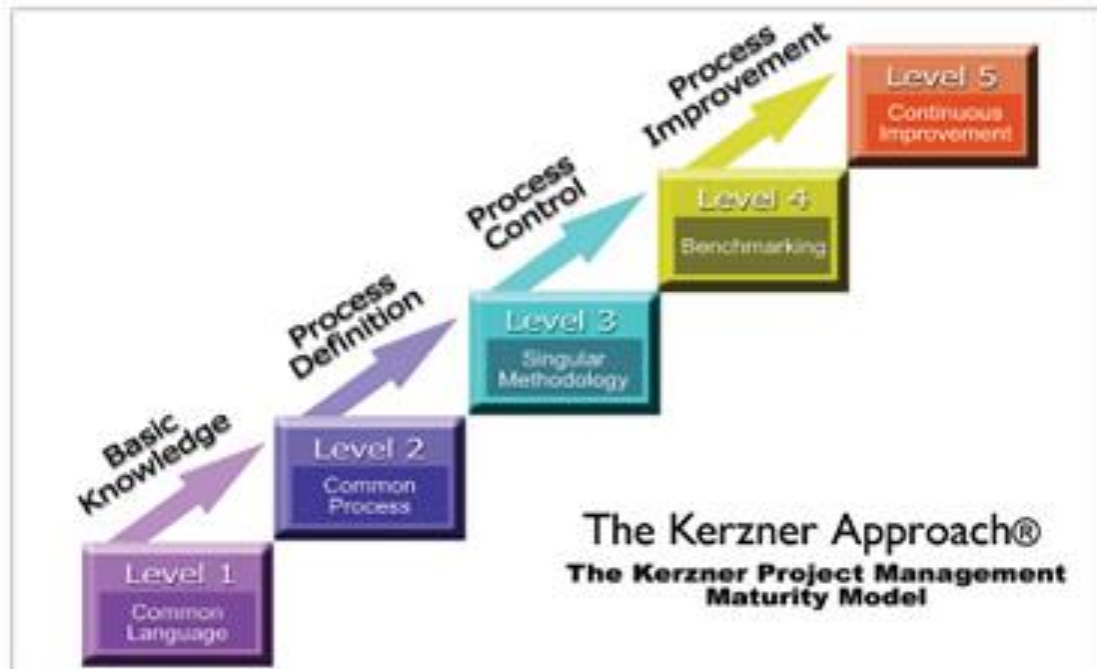 Level 1
Common
Language
Basic
Knowledge
Level 2
Common
Process
Process
Definition
Level 3
Singular
Methodology
Process
Control
Level 4
Benchmarking
Process
Improvement
Level 5
Continuous
Improvement
The Kerzner Approach®
The Kerzner Project Management
Maturity Model